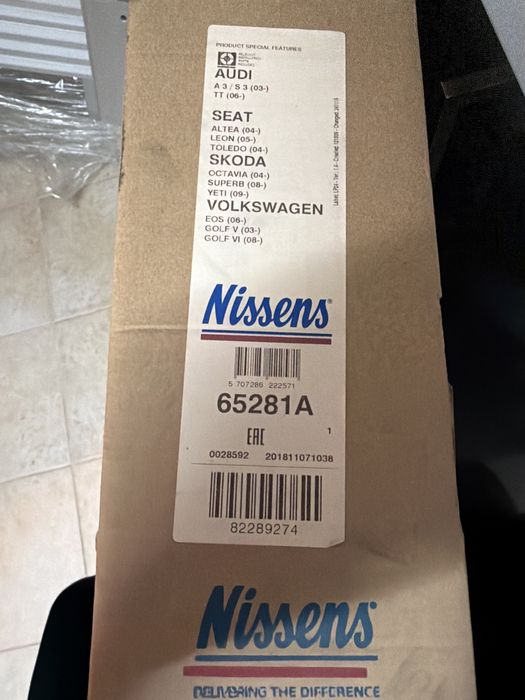 PRODUCT SPECIAL FEATURES
AUDI
A 3 / S 3 (03-)
TT (06-)
SEAT
ALTEA (04-)
LEON (05-)
TOLEDO (04-)
SKODA
OCTAVIA (04-)
SUPERB (08-)
YETI (09-)
VOLKSWAGEN
EOS (06-)
GOLF V (03-)
GOLF VI (08-)
Nissens®
5 707286 222571
65281A
EAC
1
0028592 201811071038
82289274
Nissens®
DELIVERING THE DIFFERENCE